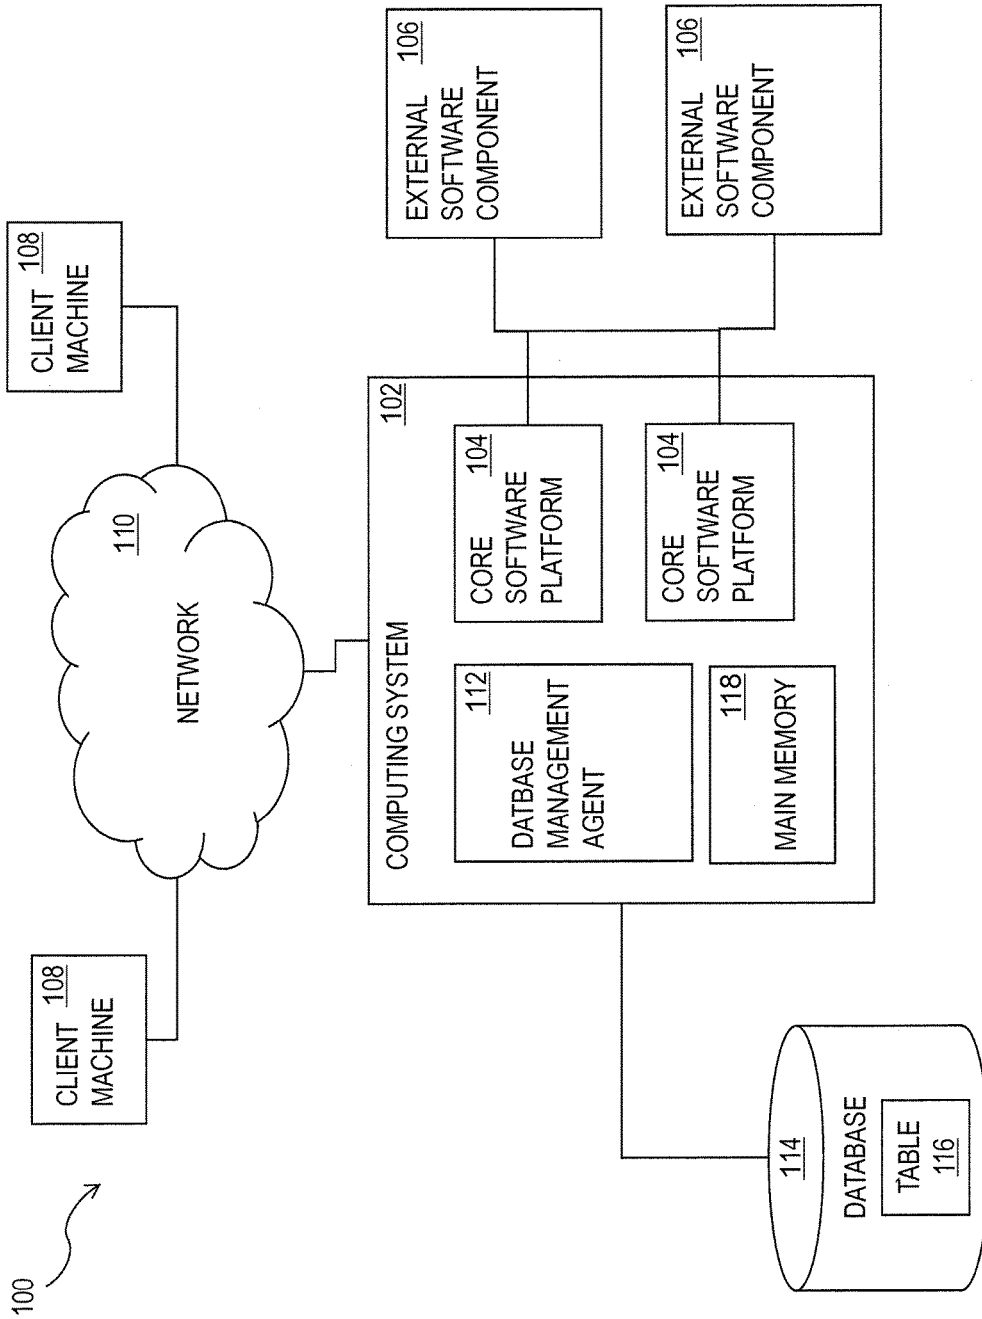 100
CLIENT 108
MACHINE
CLIENT 108
MACHINE
NETWORK
110
COMPUTING SYSTEM
102
112
DATBASE
MANAGEMENT
AGENT
118
MAIN MEMORY
CORE 104
SOFTWARE
PLATFORM
CORE 104
SOFTWARE
PLATFORM
EXTERNAL 106
SOFTWARE
COMPONENT
EXTERNAL 106
SOFTWARE
COMPONENT
114
DATABASE
TABLE
116